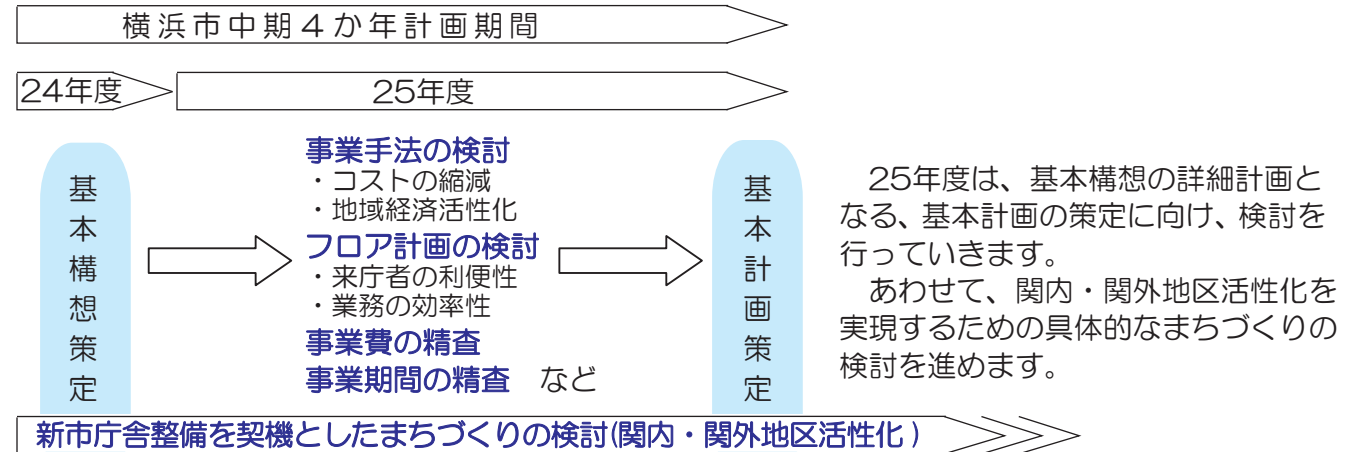 横浜市中期４か年計画期間
24年度
25年度
基本構想策定
事業手法の検討
・コストの縮減
・地域経済活性化
フロア計画の検討
・来庁者の利便性
・業務の効率性
事業費の精査
事業期間の精査　など
基本計画策定
25年度は、基本構想の詳細計画と
なる、基本計画の策定に向け、検討を
行っていきます。
あわせて、関内・関外地区活性化を
実現するための具体的なまちづくりの
検討を進めます。
新市庁舎整備を契機としたまちづくりの検討(関内・関外地区活性化)